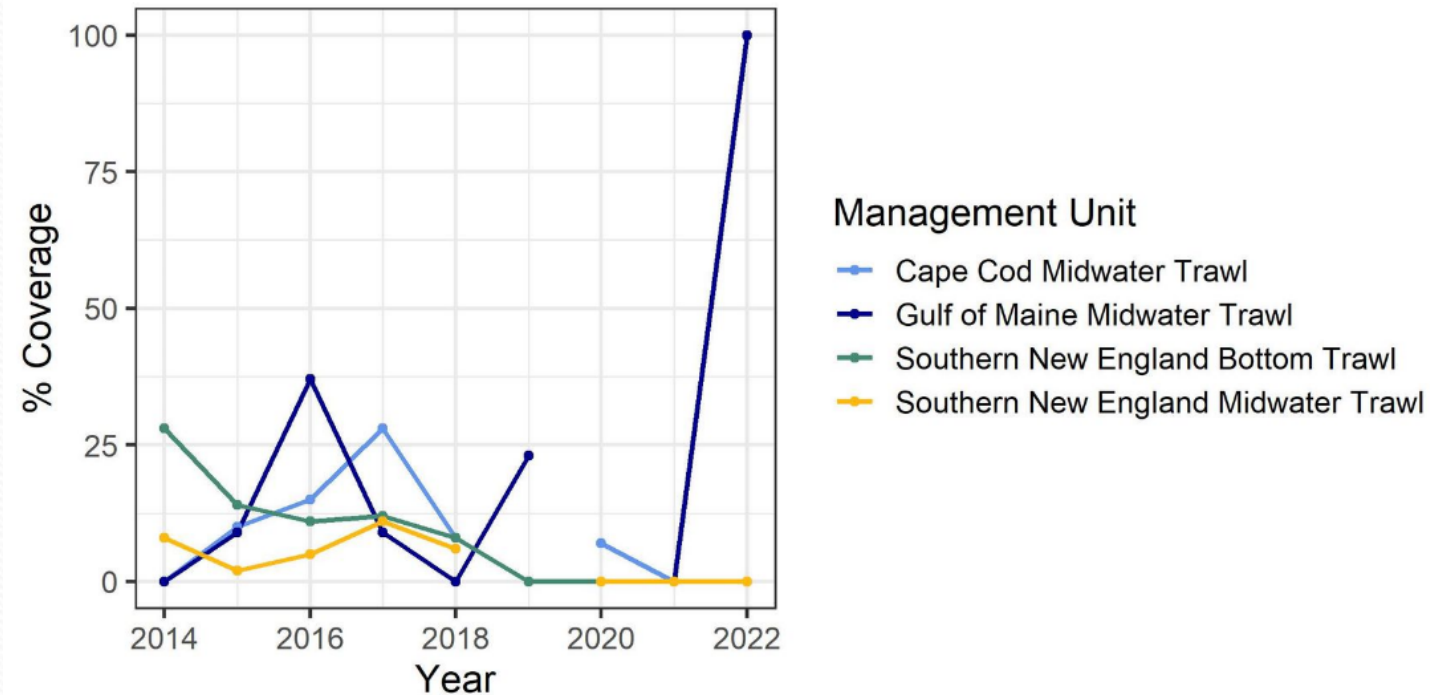 100
75
50
25
0
% Coverage
2014 2016 2018 2020 2022
Year
Management Unit
Cape Cod Midwater Trawl
Gulf of Maine Midwater Trawl
Southern New England Bottom Trawl
Southern New England Midwater Trawl